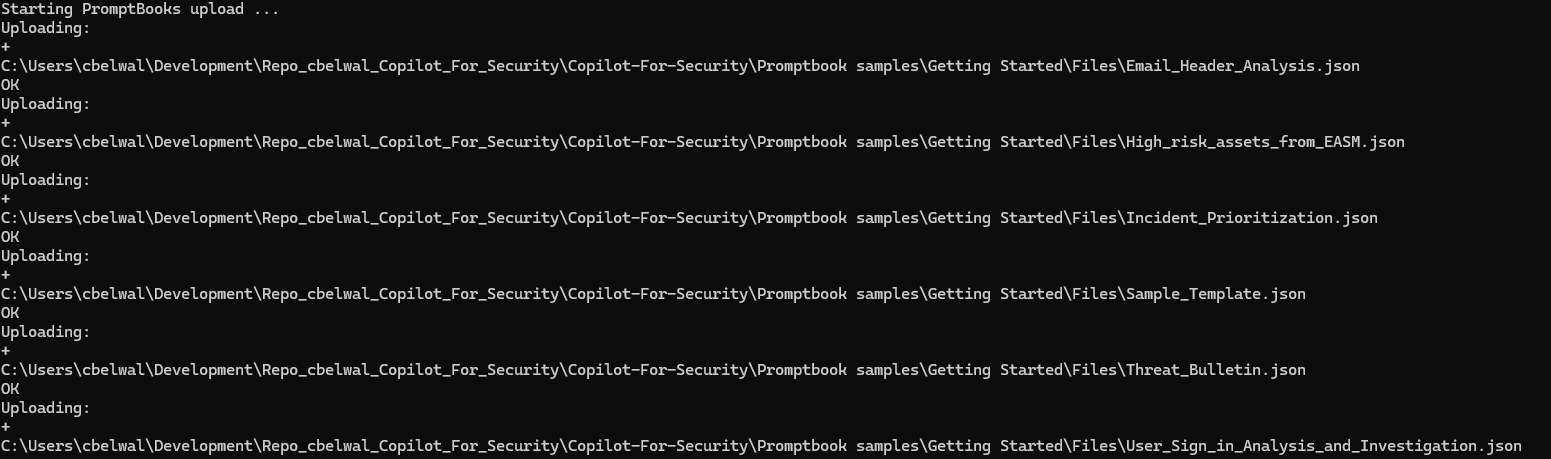 Starting PromptBooks upload ...
Uploading:
+
C:\Users\cbelwal\Development\Repo_cbelwal_Copilot_For_Security\Copilot-For-Security\Promptbook samples\Getting Started\Files\Email_Header_Analysis.json
OK
Uploading:
+
C:\Users\cbelwal\Development\Repo_cbelwal_Copilot_For_Security\Copilot-For-Security\Promptbook samples\Getting Started\Files\High_risk_assets_from_EASM.json
OK
Uploading:
+
C:\Users\cbelwal\Development\Repo_cbelwal_Copilot_For_Security\Copilot-For-Security\Promptbook samples\Getting Started\Files\Incident_Prioritization.json
OK
Uploading:
+
C:\Users\cbelwal\Development\Repo_cbelwal_Copilot_For_Security\Copilot-For-Security\Promptbook samples\Getting Started\Files\Sample_Template.json
OK
Uploading:
+
C:\Users\cbelwal\Development\Repo_cbelwal_Copilot_For_Security\Copilot-For-Security\Promptbook samples\Getting Started\Files\Threat_Bulletin.json
OK
Uploading:
+
C:\Users\cbelwal\Development\Repo_cbelwal_Copilot_For_Security\Copilot-For-Security\Promptbook samples\Getting Started\Files\User_Sign_in_Analysis_and_Investigation.json